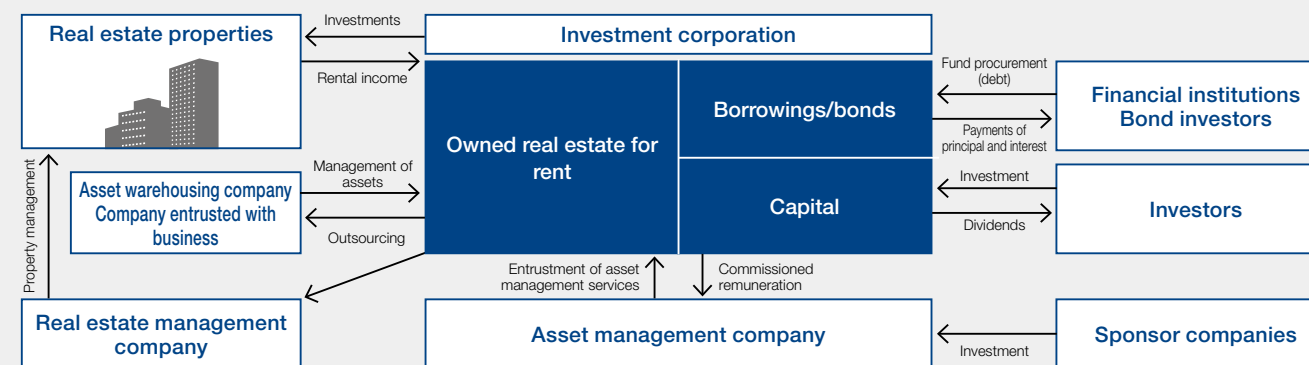 Real estate properties
Investments
Rental income
Investment corporation
Owned real estate for
rent
Borrowings/bonds
Capital
Fund procurement
(debt)
Payments of
principal and interest
Financial institutions
Bond investors
Investment
Dividends
Investors
Property management
Asset warehousing company
Company entrusted with
business
Management of
assets
Outsourcing
Entrustment of asset
management services
Commissioned
remuneration
Real estate management
company
Asset management company
Investment
Sponsor companies